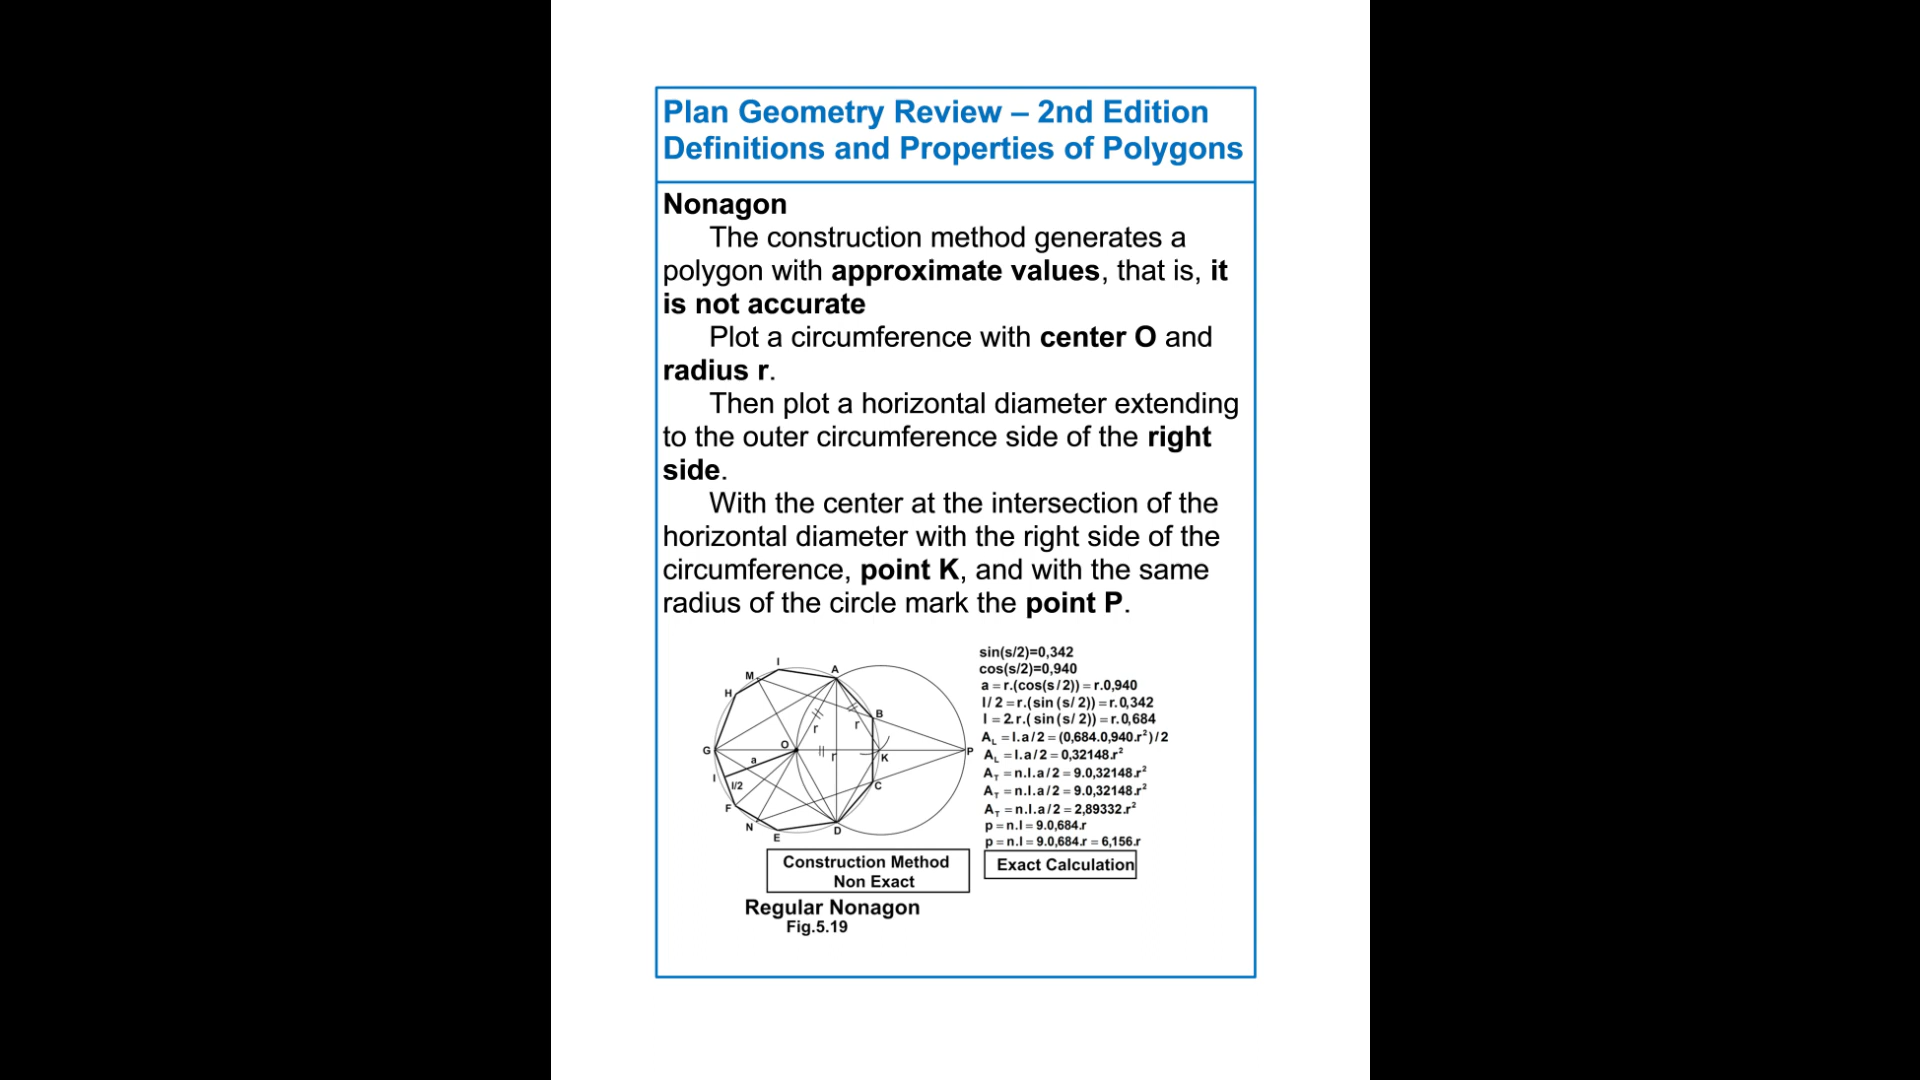 Plan Geometry Review – 2nd Edition
Definitions and Properties of Polygons
Nonagon
The construction method generates a
polygon with approximate values, that is, it
is not accurate
Plot a circumference with center O and
radius r.
Then plot a horizontal diameter extending
to the outer circumference side of the right
side.
With the center at the intersection of the
horizontal diameter with the right side of the
circumference, point K, and with the same
radius of the circle mark the point P.
I
M
A
H
B
r
r
G
O
r
K
P
a
I
l/2
C
F
N
E
D
sin(s/2)=0,342
cos(s/2)=0,940
a = r.(cos(s/2)) = r.0,940
l/2 = r.(sin (s/2)) = r.0,342
l = 2.r.(sin (s/2)) = r.0,684
A_L = l.a/2 = (0,684.0,940.r²)/2
A_L = l.a/2 = 0,32148.r²
A_T = n.l.a/2 = 9.0,32148.r²
A_T = n.l.a/2 = 9.0,32148.r²
A_T = n.l.a/2 = 2,89332.r²
p = n.l = 9.0,684.r
p = n.l = 9.0,684.r = 6,156.r
Construction Method
Non Exact
Exact Calculation
Regular Nonagon
Fig.5.19